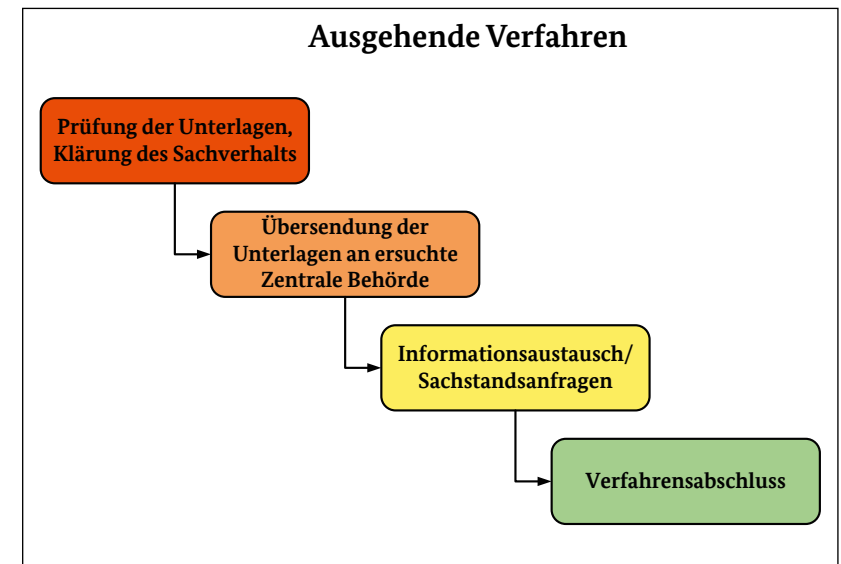 Ausgehende Verfahren
Prüfung der Unterlagen,
Klärung des Sachverhalts
Übersendung der
Unterlagen an ersuchte
Zentrale Behörde
Informationsaustausch/
Sachstandsanfragen
Verfahrensabschluss